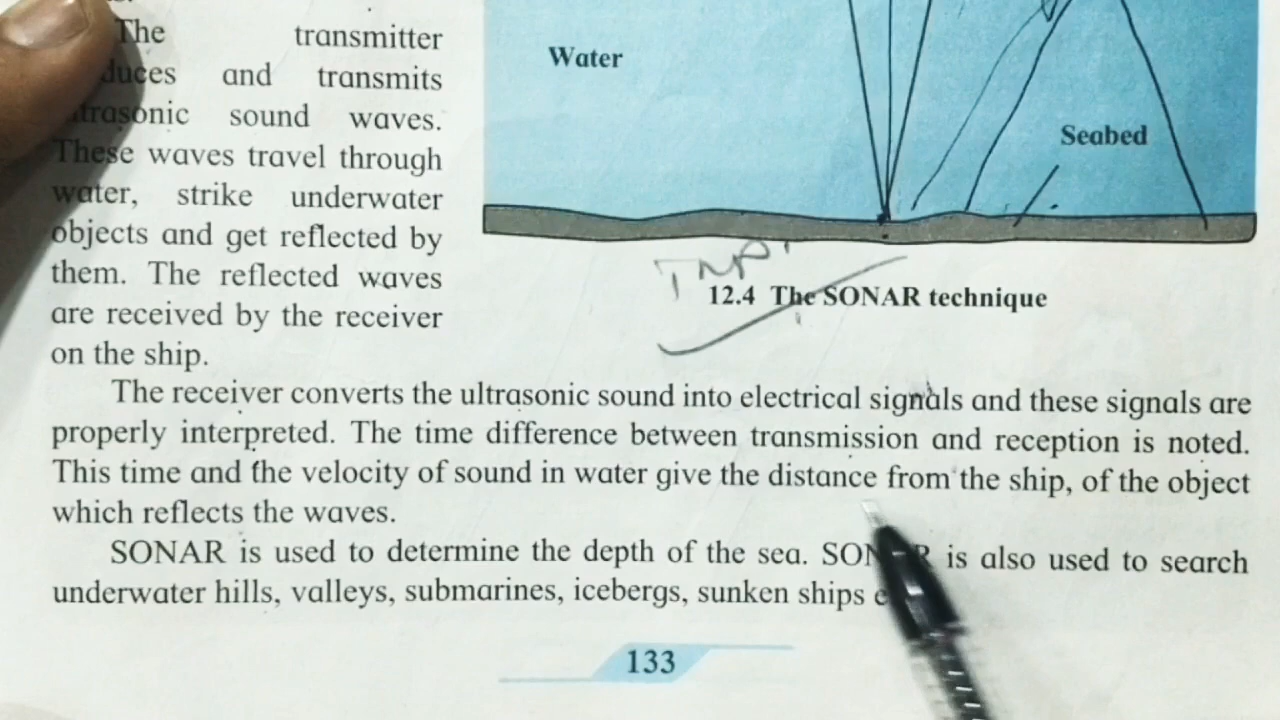 The transmitter
duces and transmits
trasonic sound waves.
These waves travel through
water, strike underwater
objects and get reflected by
them. The reflected waves
are received by the receiver
on the ship.
Water
Seabed
12.4 The SONAR technique
The receiver converts the ultrasonic sound into electrical signals and these signals are
properly interpreted. The time difference between transmission and reception is noted.
This time and the velocity of sound in water give the distance from the ship, of the object
which reflects the waves.
SONAR is used to determine the depth of the sea. SONAR is also used to search
underwater hills, valleys, submarines, icebergs, sunken ships e
133